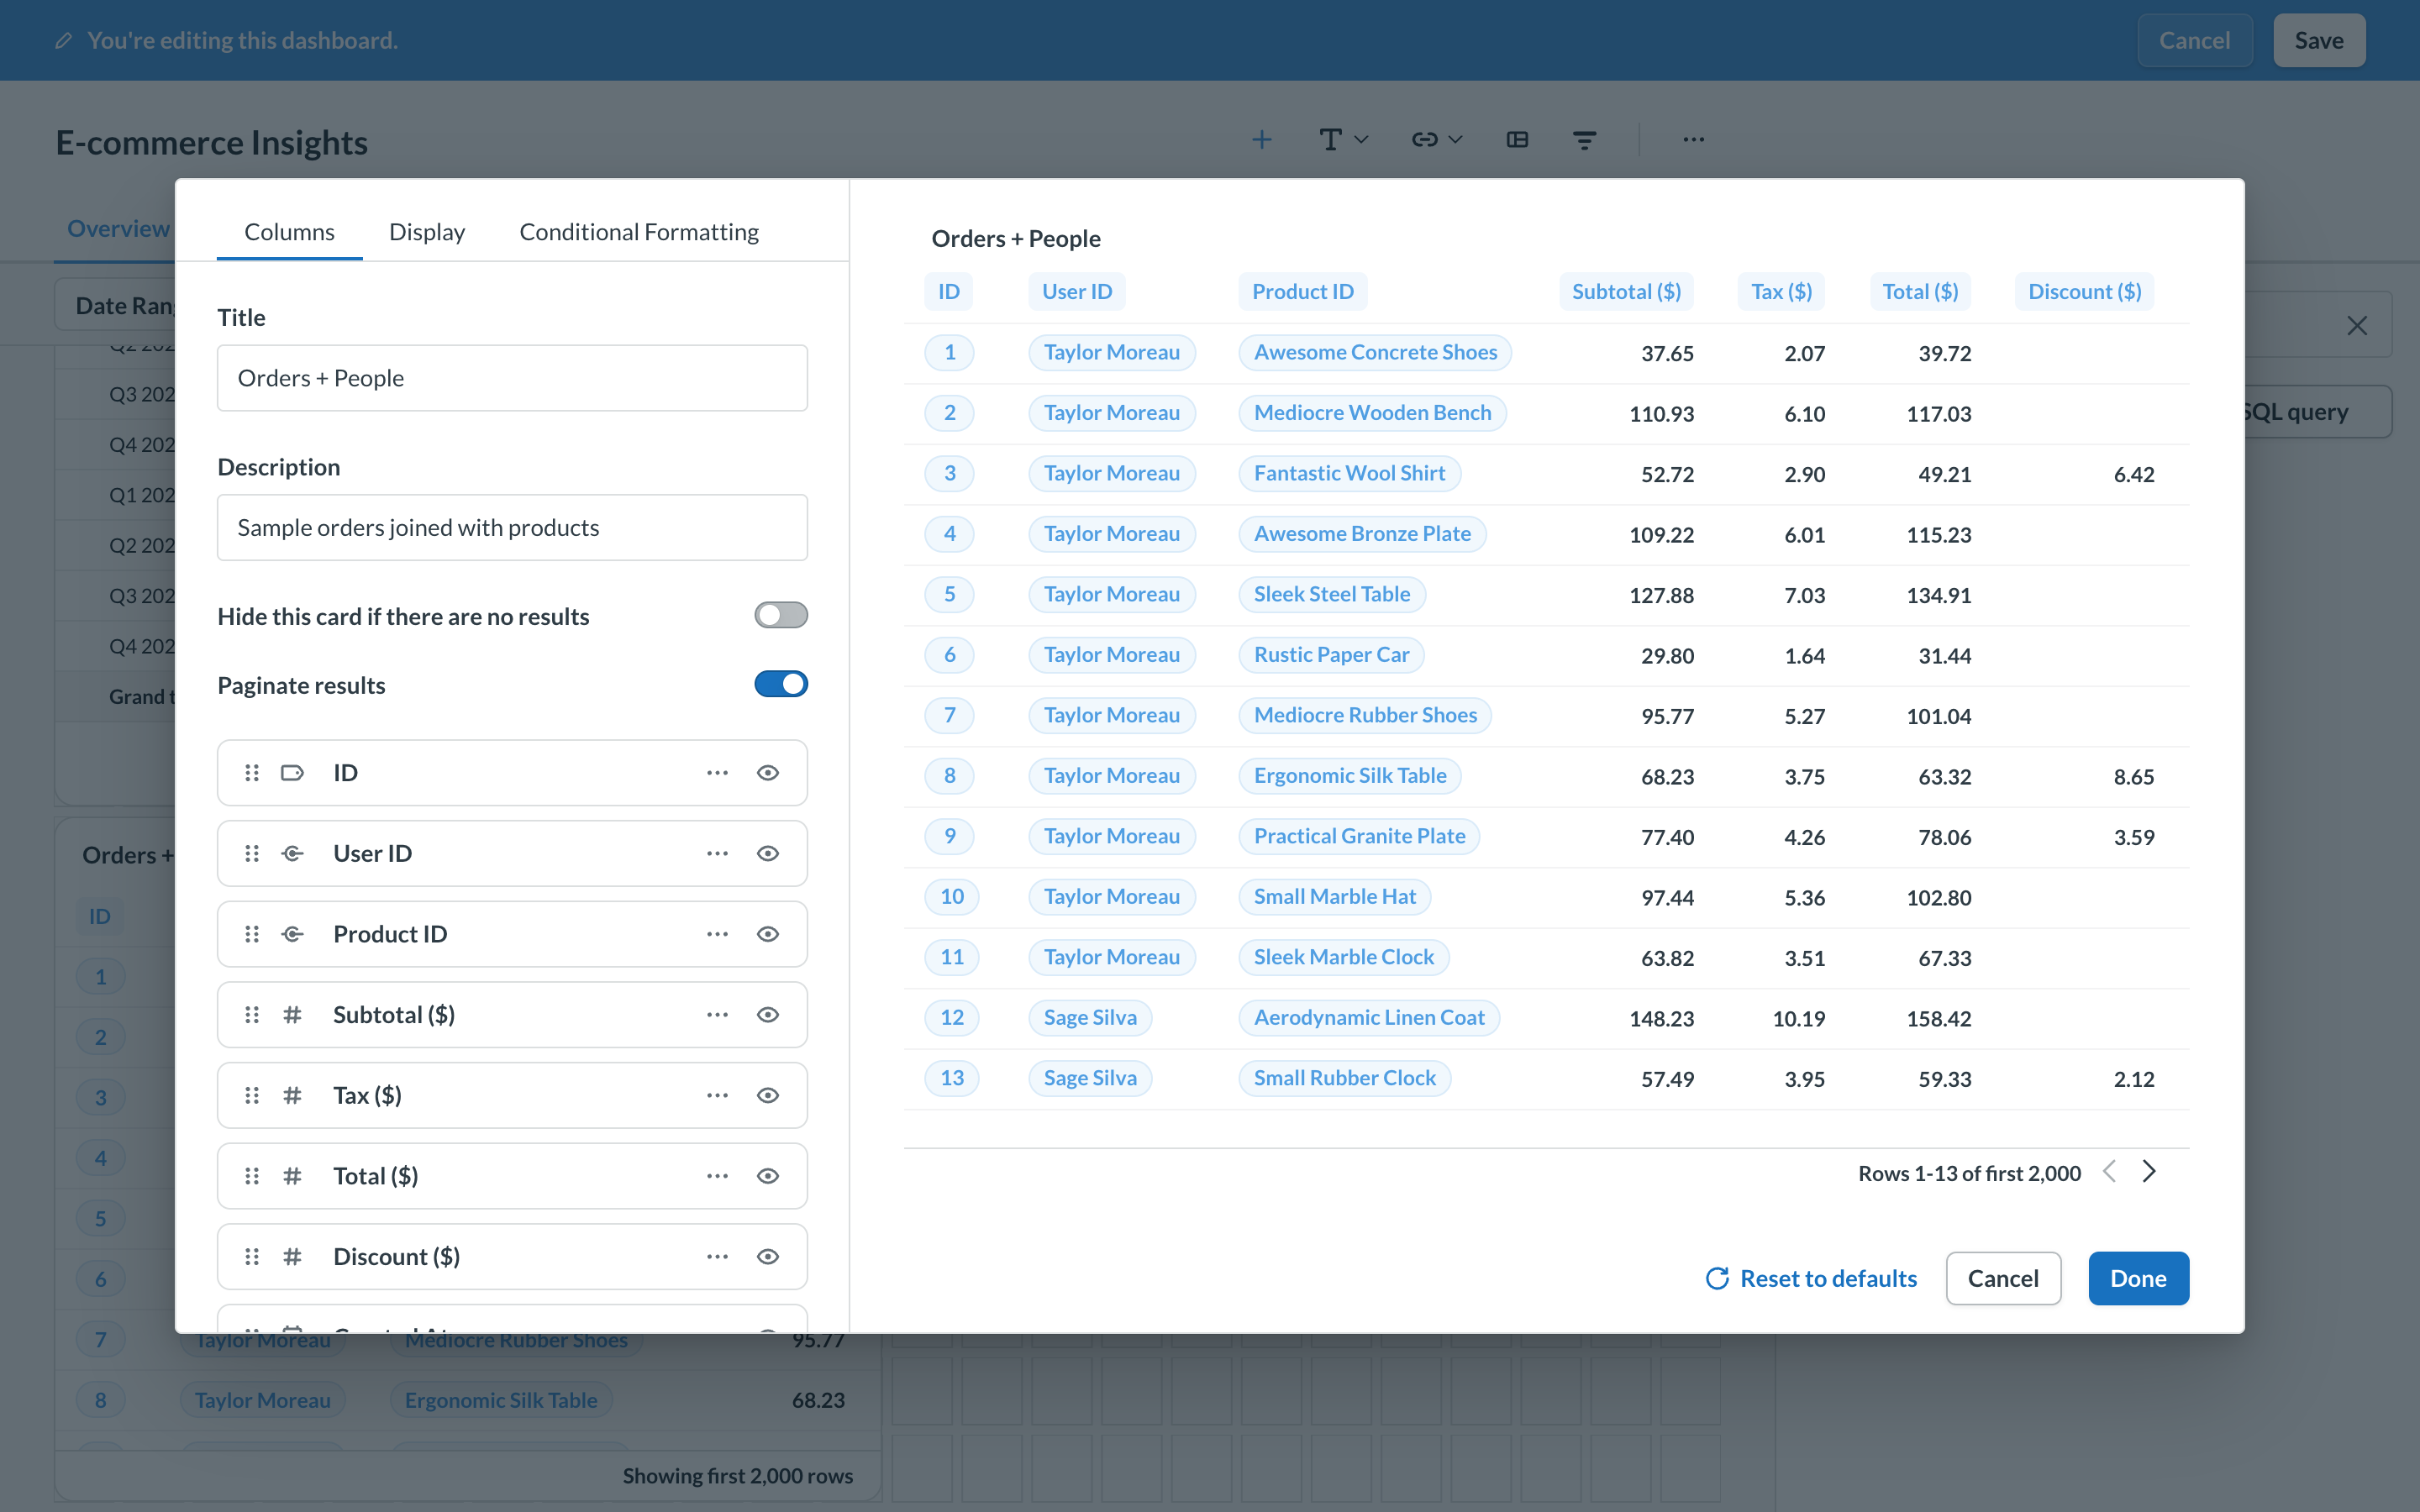 You're editing this dashboard.
Cancel
Save
E-commerce Insights
Overview
Date Rang
SQL query
Q3 202
Q4 202
Q1 202
Q2 202
Q3 202
Q4 202
Grand t
Orders +
ID
1
2
3
4
5
6
7 Taylor Moreau Mediocre Rubber Shoes 95.77
8 Taylor Moreau Ergonomic Silk Table 68.23
Showing first 2,000 rows
Columns Display Conditional Formatting
Title
Orders + People
Description
Sample orders joined with products
Hide this card if there are no results
Paginate results
ID
User ID
Product ID
Subtotal ($)
Tax ($)
Total ($)
Discount ($)
Orders + People
ID User ID Product ID Subtotal ($) Tax ($) Total ($) Discount ($)
1 Taylor Moreau Awesome Concrete Shoes 37.65 2.07 39.72
2 Taylor Moreau Mediocre Wooden Bench 110.93 6.10 117.03
3 Taylor Moreau Fantastic Wool Shirt 52.72 2.90 49.21 6.42
4 Taylor Moreau Awesome Bronze Plate 109.22 6.01 115.23
5 Taylor Moreau Sleek Steel Table 127.88 7.03 134.91
6 Taylor Moreau Rustic Paper Car 29.80 1.64 31.44
7 Taylor Moreau Mediocre Rubber Shoes 95.77 5.27 101.04
8 Taylor Moreau Ergonomic Silk Table 68.23 3.75 63.32 8.65
9 Taylor Moreau Practical Granite Plate 77.40 4.26 78.06 3.59
10 Taylor Moreau Small Marble Hat 97.44 5.36 102.80
11 Taylor Moreau Sleek Marble Clock 63.82 3.51 67.33
12 Sage Silva Aerodynamic Linen Coat 148.23 10.19 158.42
13 Sage Silva Small Rubber Clock 57.49 3.95 59.33 2.12
Rows 1-13 of first 2,000
Reset to defaults
Cancel
Done